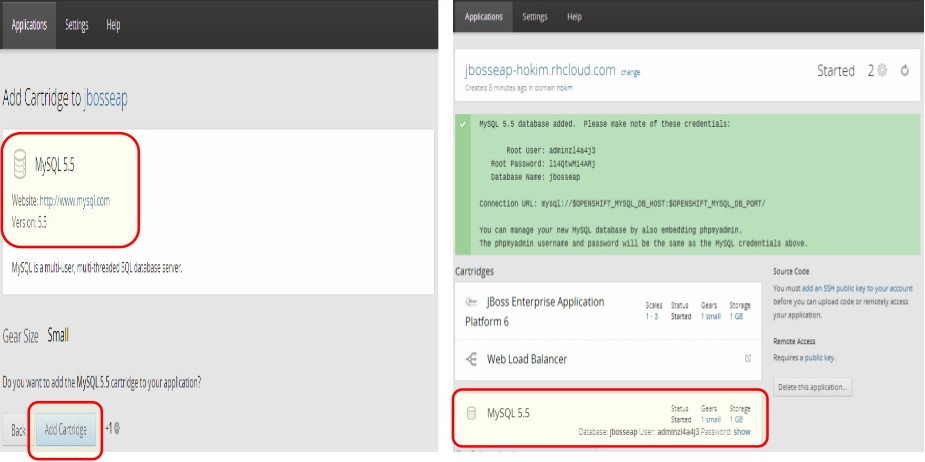 Applications Settings Help
Add Cartridge to jbosseap
MySQL 5.5
Website: http://www.mysql.com
Version: 5.5
MySQL is a multi-user, multi-threaded SQL database server.
Gear Size Small
Do you want to add the MySQL 5.5 cartridge to your application?
Back Add Cartridge +1
Applications Settings Help
jbosseap-hokim.rhcloud.com change
Started 2
Created 8 minutes ago in domain hokim
MySQL 5.5 database added. Please make note of these credentials:
Root User: adminzl4a4j3
Root Password: l14QtWM14ARj
Database Name: jbosseap
Connection URL: mysql://$OPENSHIFT_MYSQL_DB_HOST:$OPENSHIFT_MYSQL_DB_PORT/
You can manage your new MySQL database by also embedding phpmyadmin.
The phpmyadmin username and password will be the same as the MySQL credentials above.
Cartridges
JBoss Enterprise Application
Platform 6
Scales Status Gears Storage
1 - 3 Started 1 small 1 GB
Web Load Balancer
MySQL 5.5
Status Gears Storage
Started 1 small 1 GB
Database: jbosseap User: adminzl4a4j3 Password: show
Source Code
You must add an SSH public key to your account
before you can upload code or remotely access
your application.
Remote Access
Requires a public key.
Delete this application...